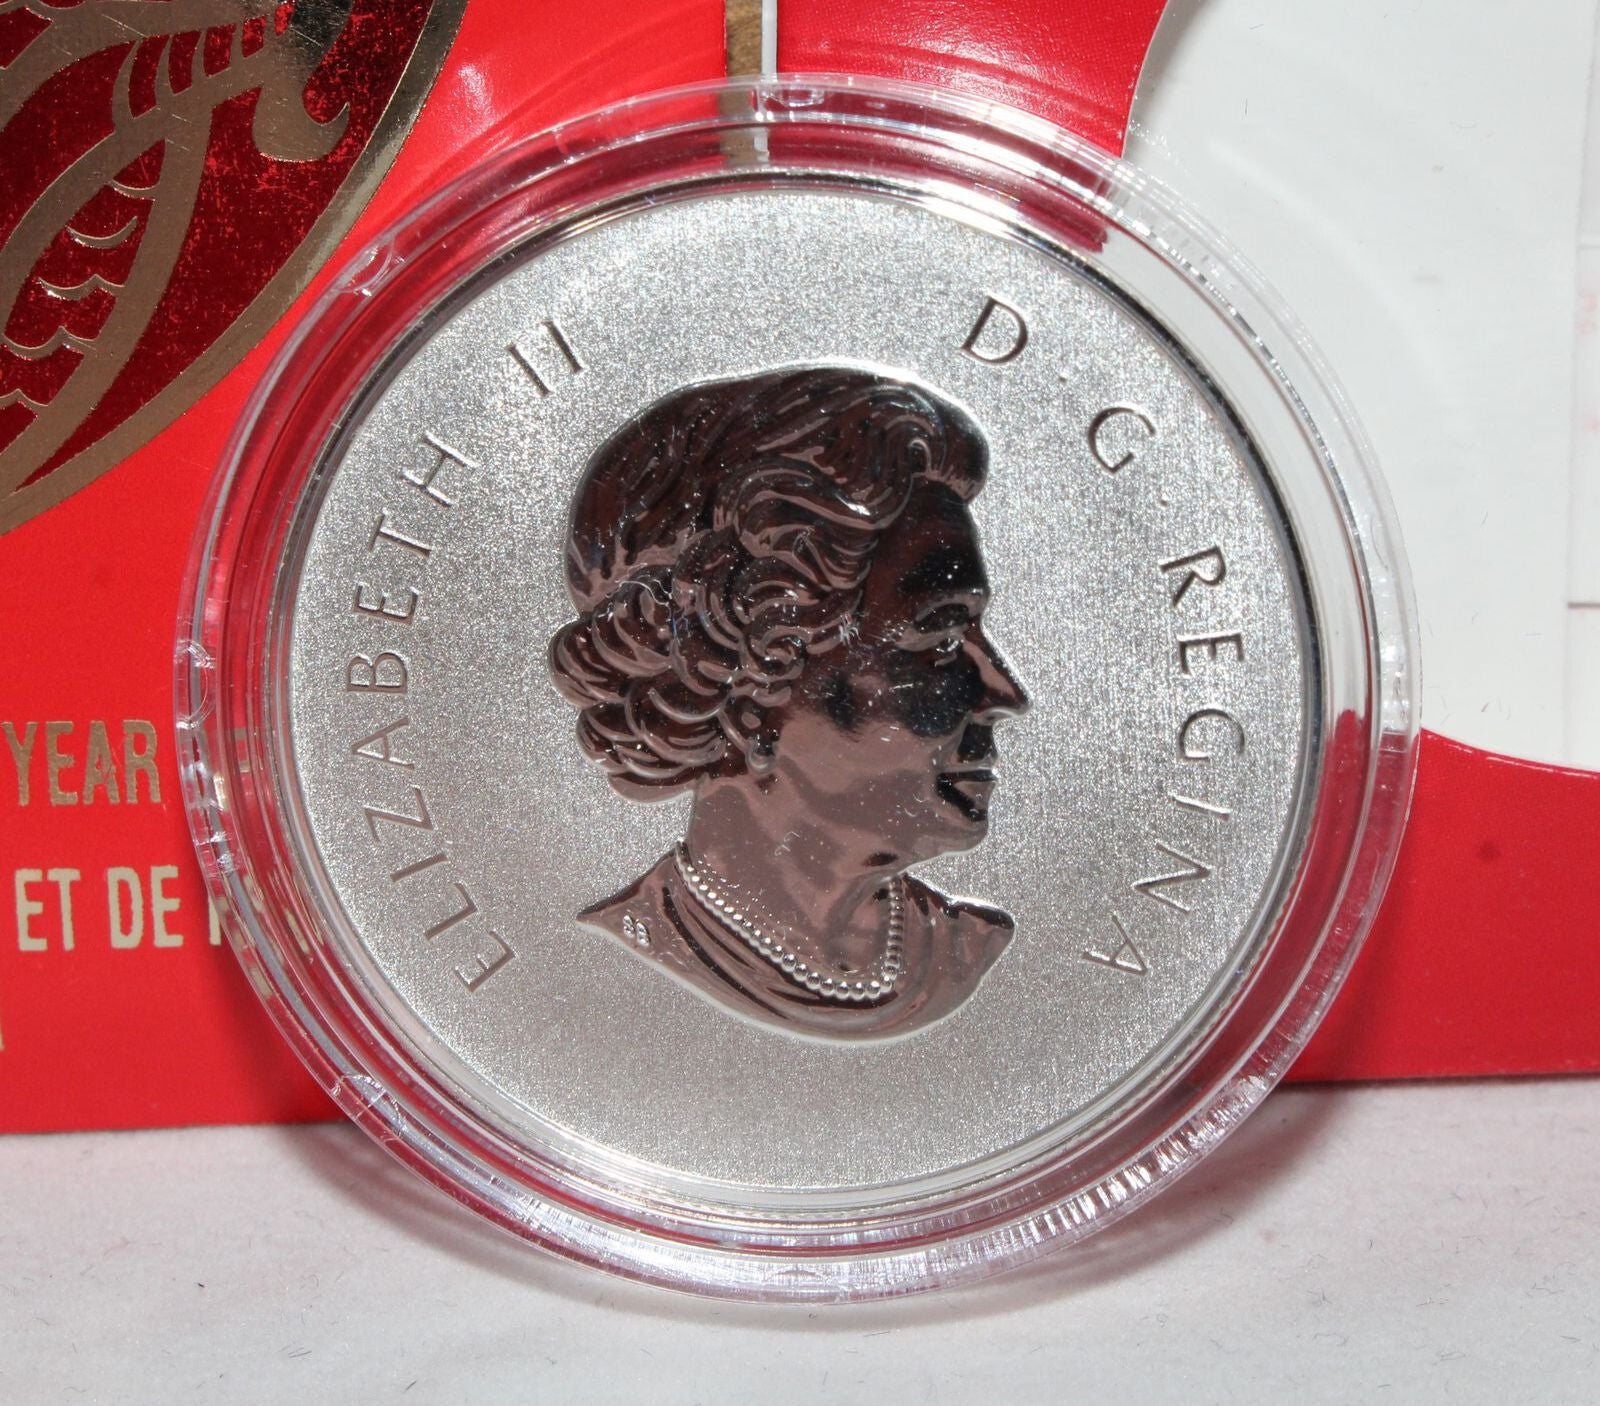 ELIZABETH II D. G. REGINA
YEAR
ET DE